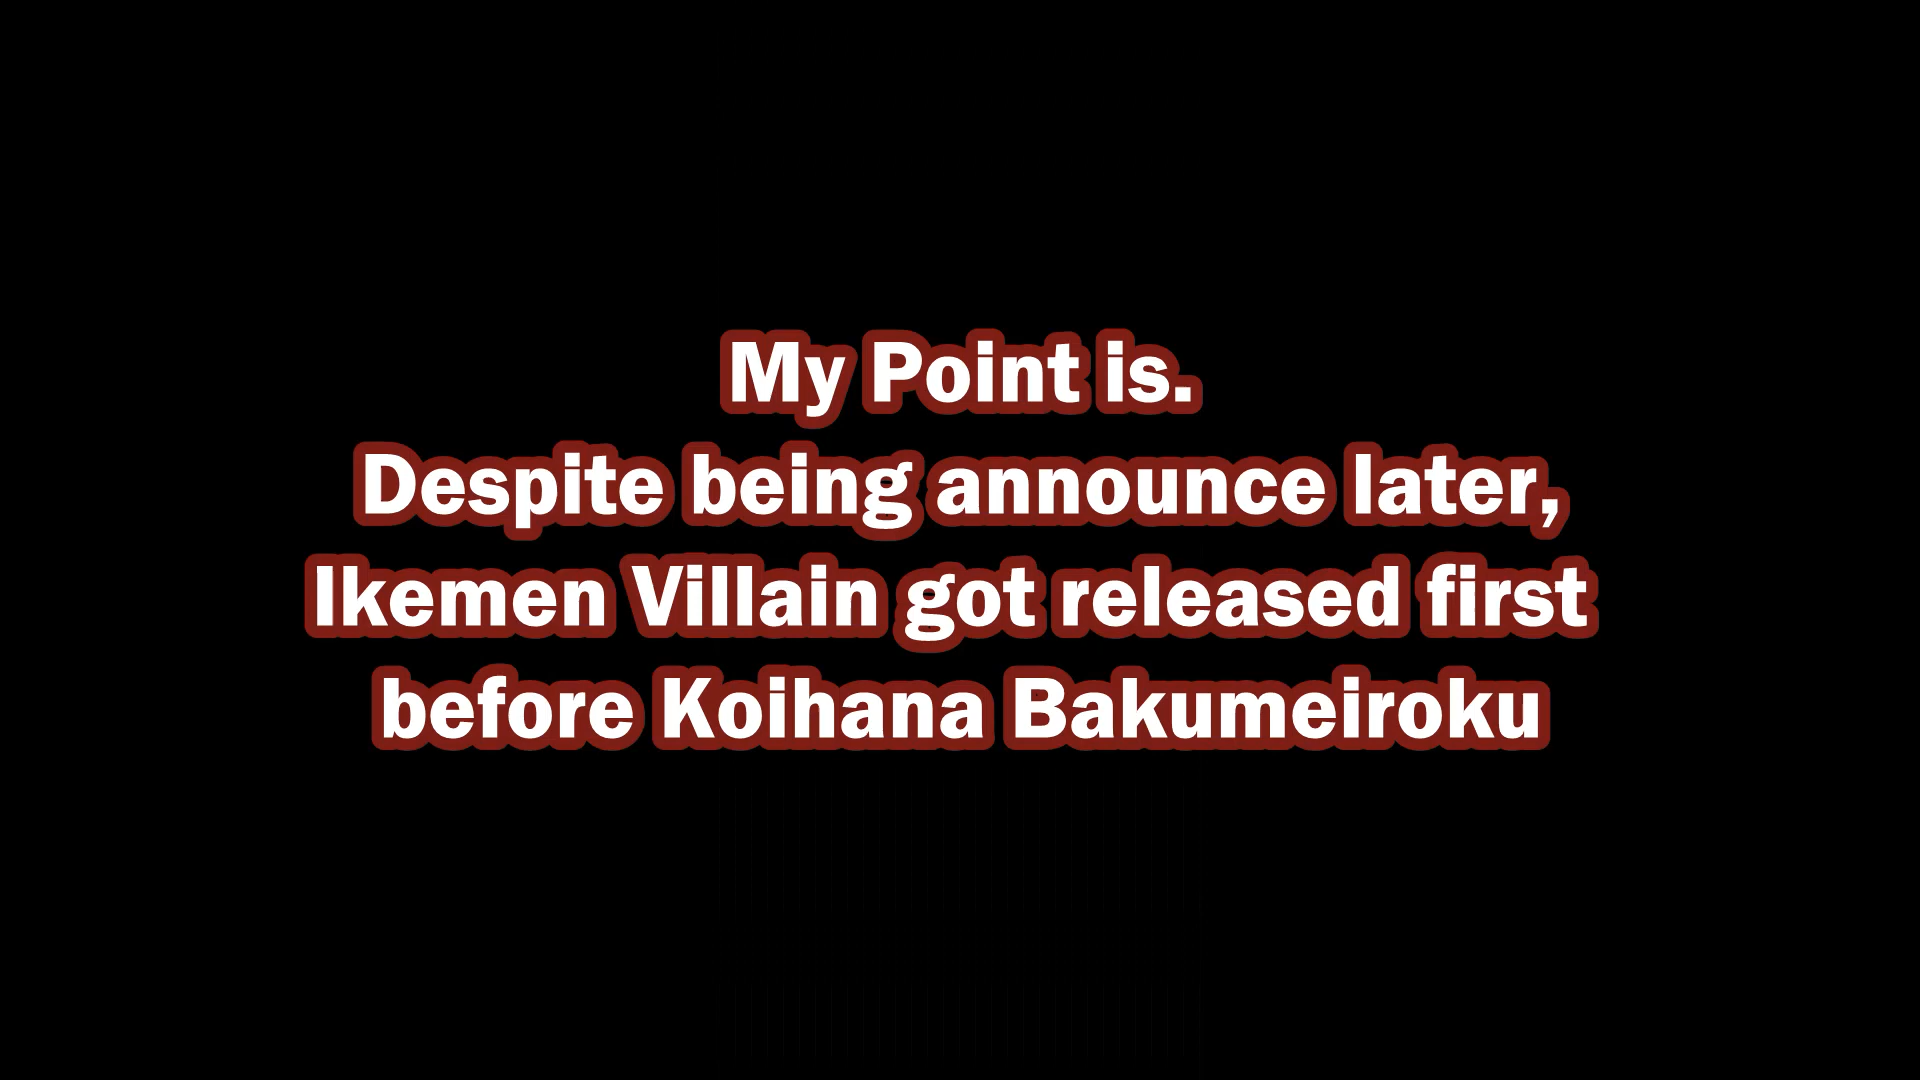 My Point is.
Despite being announce later,
Ikemen Villain got released first
before Koihana Bakumeiroku